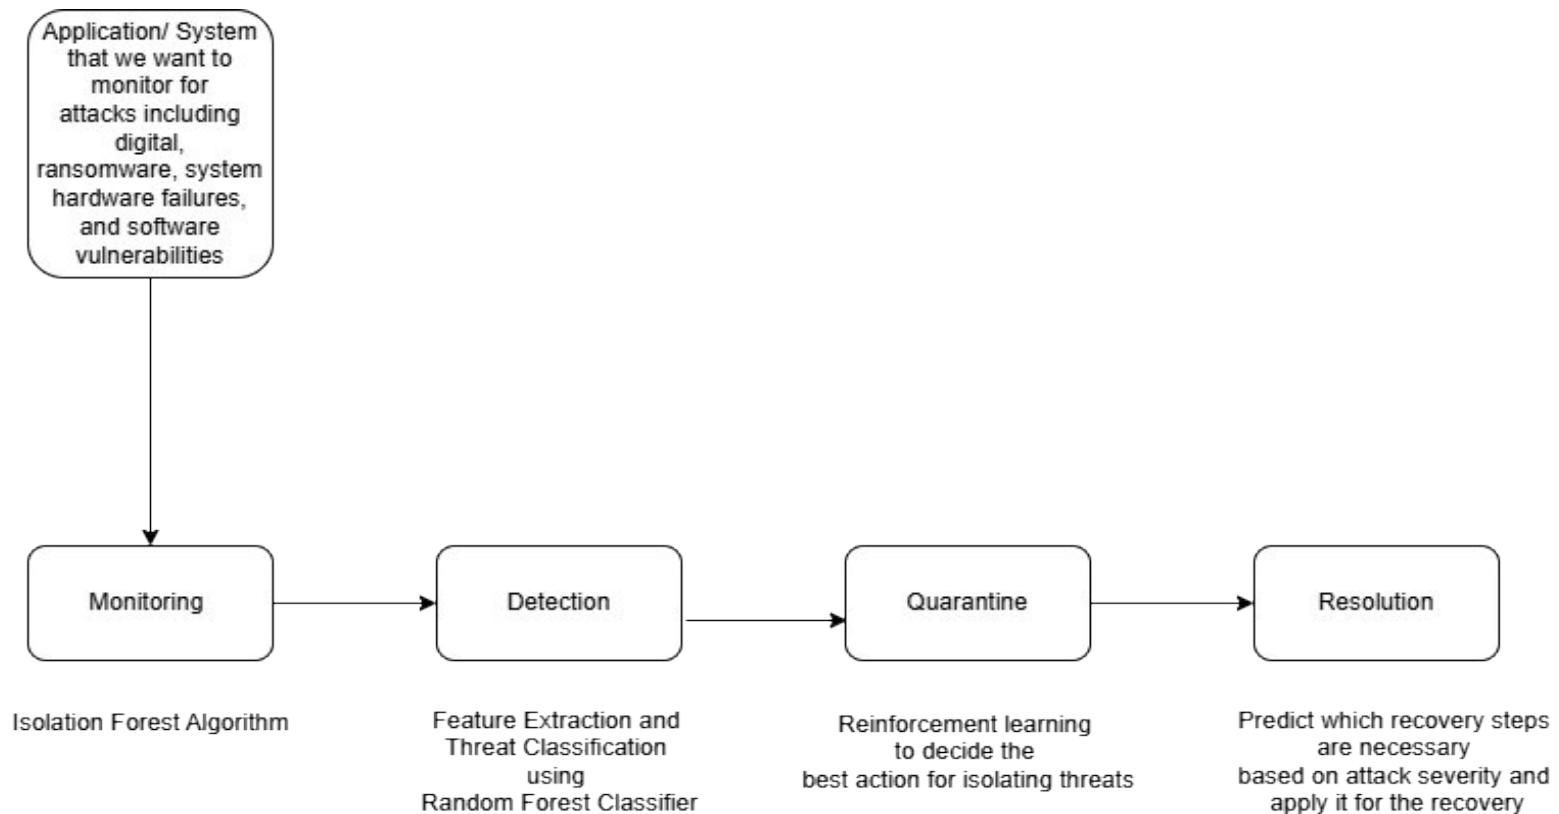 Application/ System
that we want to
monitor for
attacks including
digital,
ransomware, system
hardware failures,
and software
vulnerabilities
Monitoring
Detection
Quarantine
Resolution
Isolation Forest Algorithm
Feature Extraction and
Threat Classification
using
Random Forest Classifier
Reinforcement learning
to decide the
best action for isolating threats
Predict which recovery steps
are necessary
based on attack severity and
apply it for the recovery